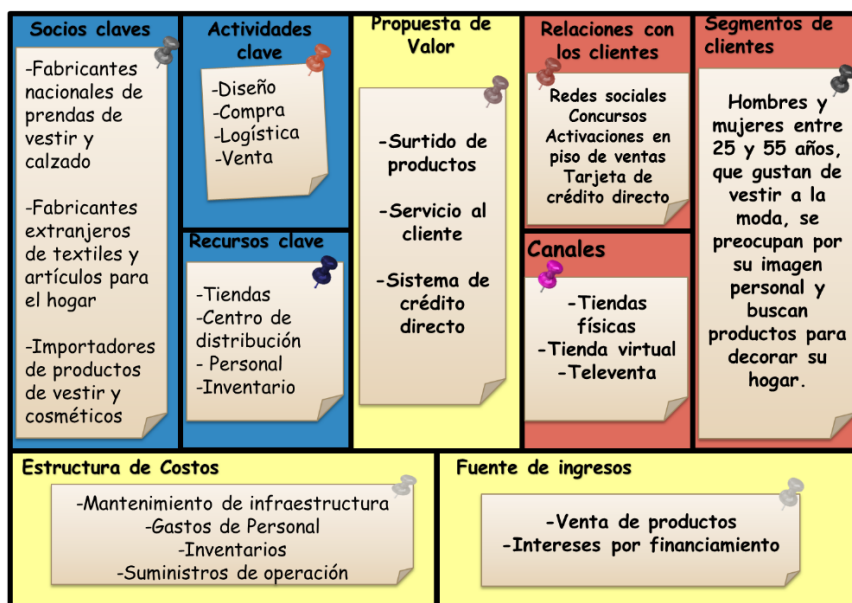 Socios claves
-Fabricantes
nacionales de
prendas de
vestir y
calzado
-Fabricantes
extranjeros
de textiles y
artículos para
el hogar
-Importadores
de productos
de vestir y
cosméticos
Actividades
clave
-Diseño
-Compra
-Logística
-Venta
Recursos clave
-Tiendas
-Centro de
distribución
- Personal
-Inventario
Propuesta de
Valor
-Surtido de
productos
-Servicio al
cliente
-Sistema de
crédito
directo
Relaciones con
los clientes
Redes sociales
Concursos
Activaciones en
piso de ventas
Tarjeta de
crédito directo
Canales
-Tiendas
físicas
-Tienda virtual
-Televenta
Segmentos de
clientes
Hombres y
mujeres entre
25 y 55 años,
que gustan de
vestir a la
moda, se
preocupan por
su imagen
personal y
buscan
productos para
decorar su
hogar.
Estructura de Costos
-Mantenimiento de infraestructura
-Gastos de Personal
-Inventarios
-Suministros de operación
Fuente de ingresos
-Venta de productos
-Intereses por financiamiento